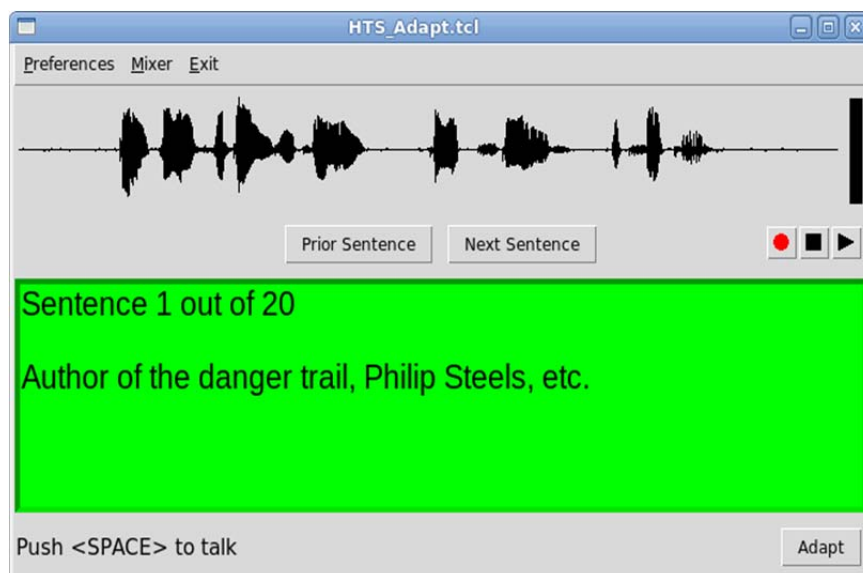 HTS_Adapt.tcl
Preferences Mixer Exit
Prior Sentence Next Sentence
Sentence 1 out of 20
Author of the danger trail, Philip Steels, etc.
Push <SPACE> to talk Adapt